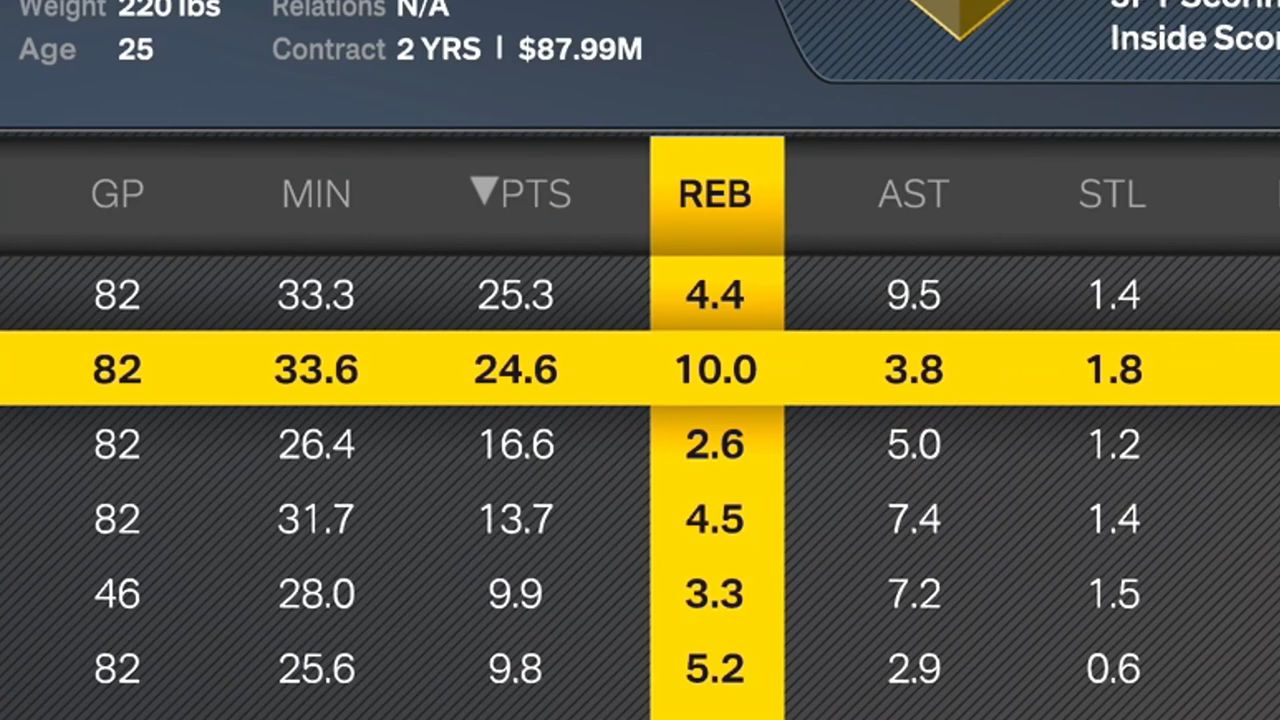 Weight 220 lbs Relations N/A
Age 25 Contract 2 YRS | $87.99M
Inside
GP MIN ▼PTS REB AST STL
82 33.3 25.3 4.4 9.5 1.4
82 33.6 24.6 10.0 3.8 1.8
82 26.4 16.6 2.6 5.0 1.2
82 31.7 13.7 4.5 7.4 1.4
46 28.0 9.9 3.3 7.2 1.5
82 25.6 9.8 5.2 2.9 0.6